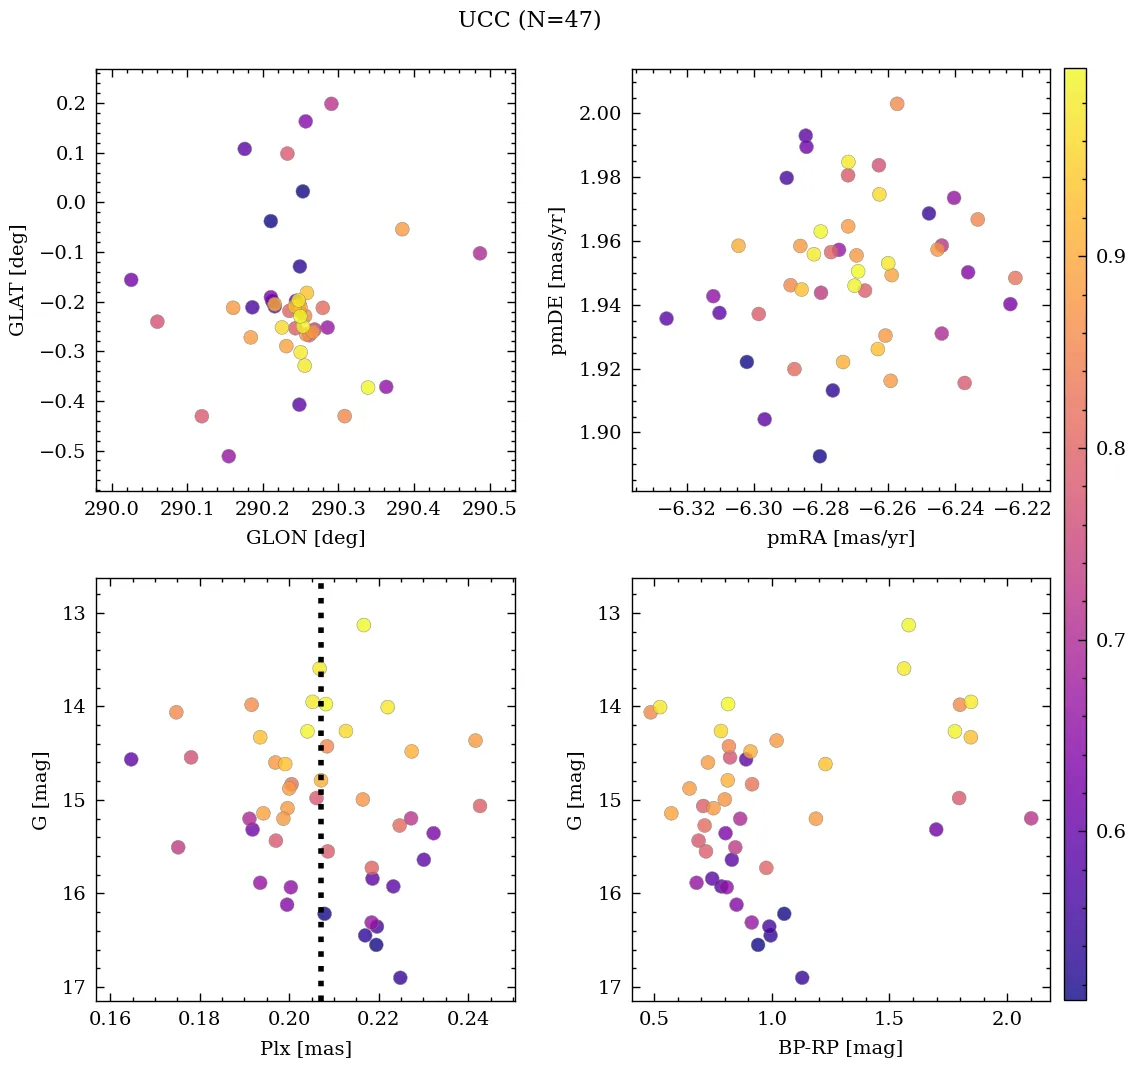 UCC (N=47)
0.2
0.1
0.0
−0.1
−0.2
−0.3
−0.4
−0.5
GLAT [deg]
290.0 290.1 290.2 290.3 290.4 290.5
GLON [deg]
2.00
1.98
1.96
1.94
1.92
1.90
pmDE [mas/yr]
−6.32 −6.30 −6.28 −6.26 −6.24 −6.22
pmRA [mas/yr]
13
14
15
16
17
G [mag]
0.16 0.18 0.20 0.22 0.24
Plx [mas]
13
14
15
16
17
G [mag]
0.5 1.0 1.5 2.0
BP-RP [mag]
0.9
0.8
0.7
0.6